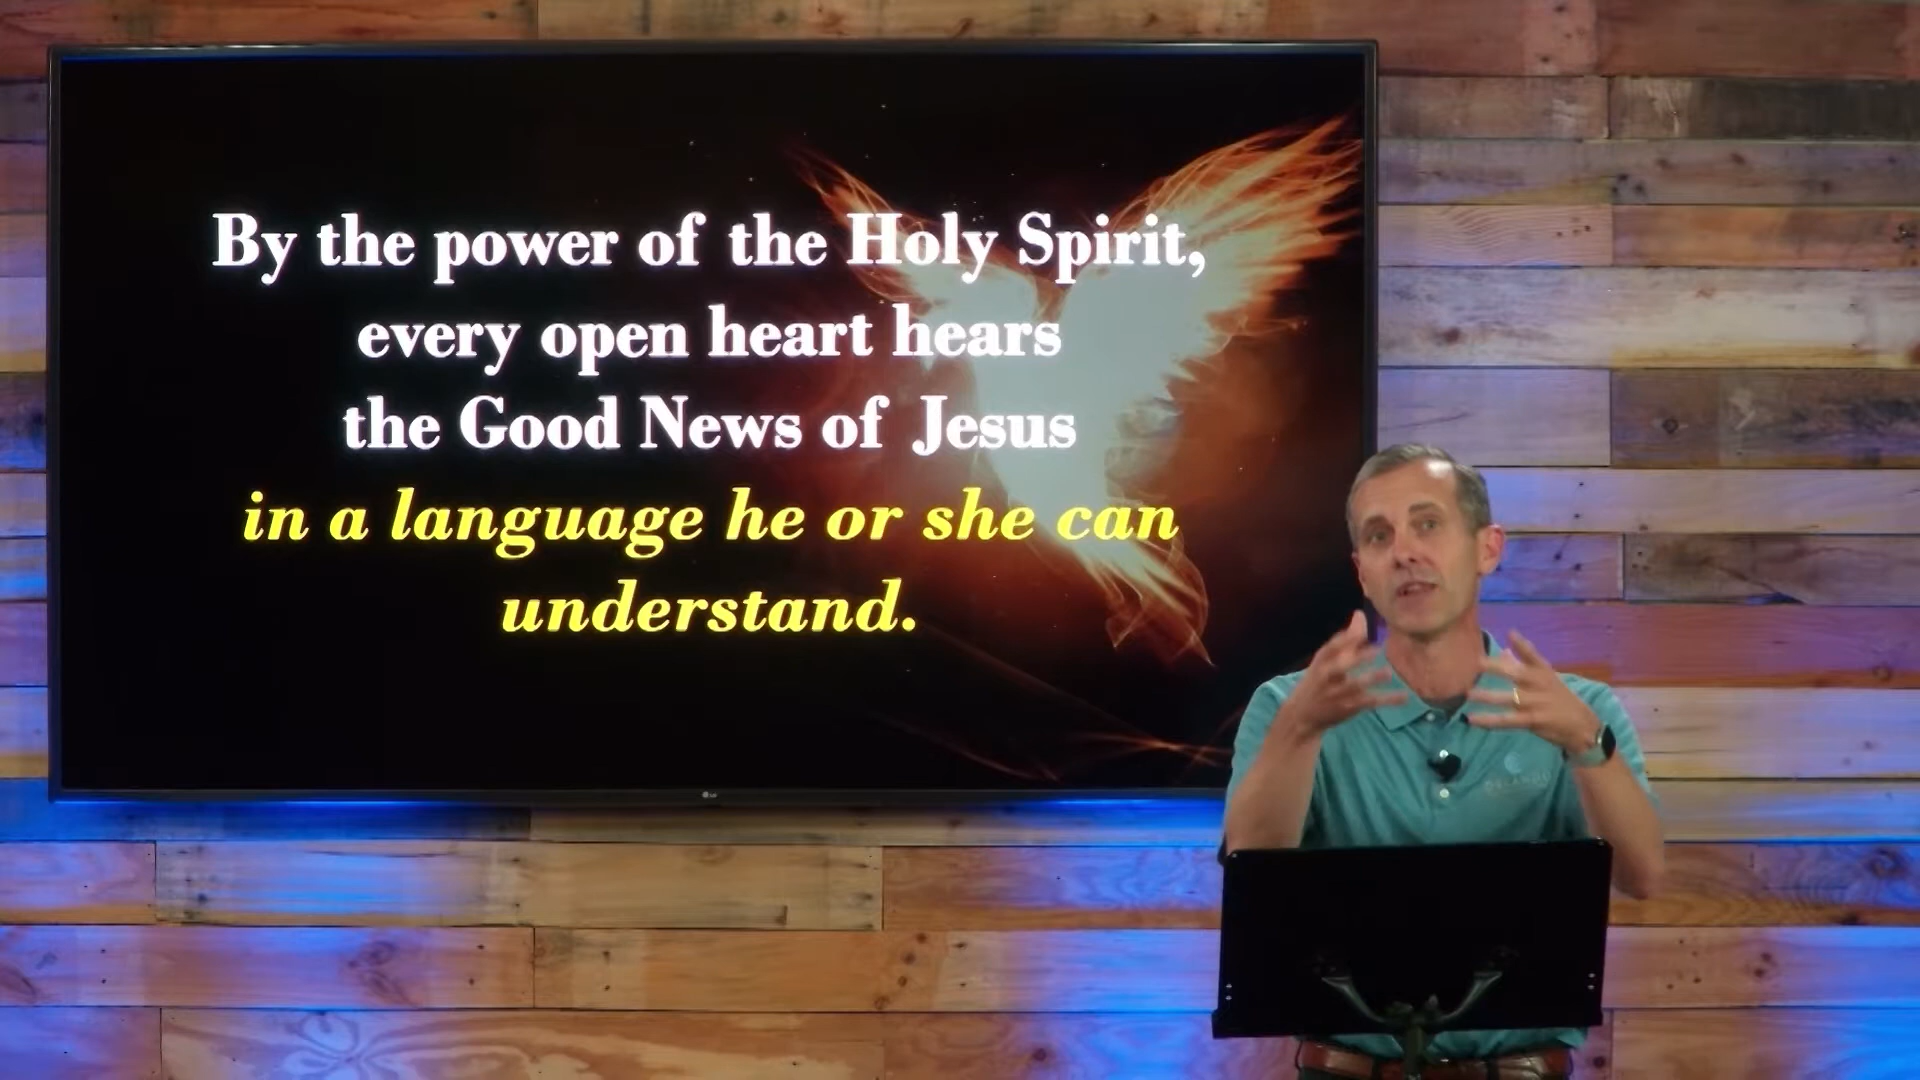 By the power of the Holy Spirit,
every open heart hears
the Good News of Jesus
in a language he or she can
understand.
LG